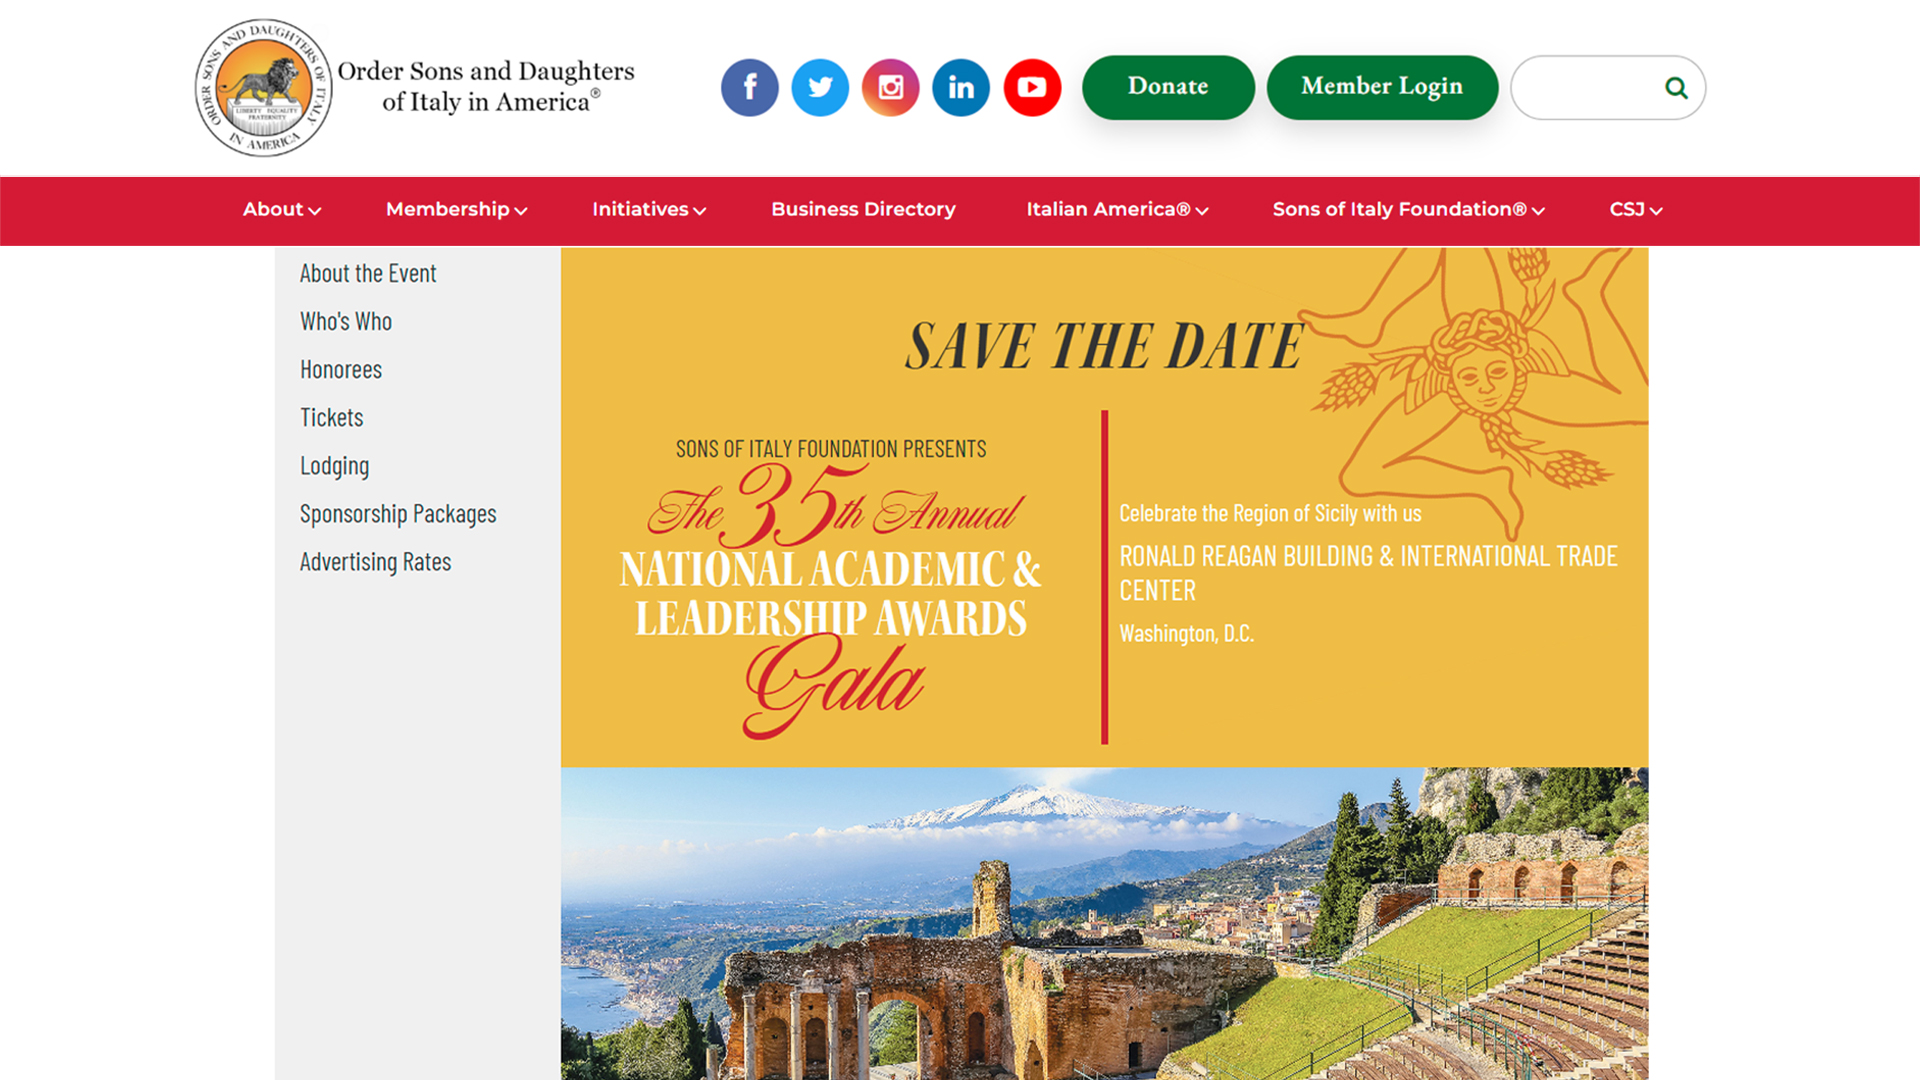 ORDER SONS AND DAUGHTERS OF ITALY
IN AMERICA
LIBERTY EQUALITY
FRATERNITY
Order Sons and Daughters
of Italy in America®
Donate
Member Login
About
Membership
Initiatives
Business Directory
Italian America®
Sons of Italy Foundation®
CSJ
About the Event
Who's Who
Honorees
Tickets
Lodging
Sponsorship Packages
Advertising Rates
SAVE THE DATE
SONS OF ITALY FOUNDATION PRESENTS
The 35th Annual
NATIONAL ACADEMIC &
LEADERSHIP AWARDS
Gala
Celebrate the Region of Sicily with us
RONALD REAGAN BUILDING & INTERNATIONAL TRADE
CENTER
Washington, D.C.